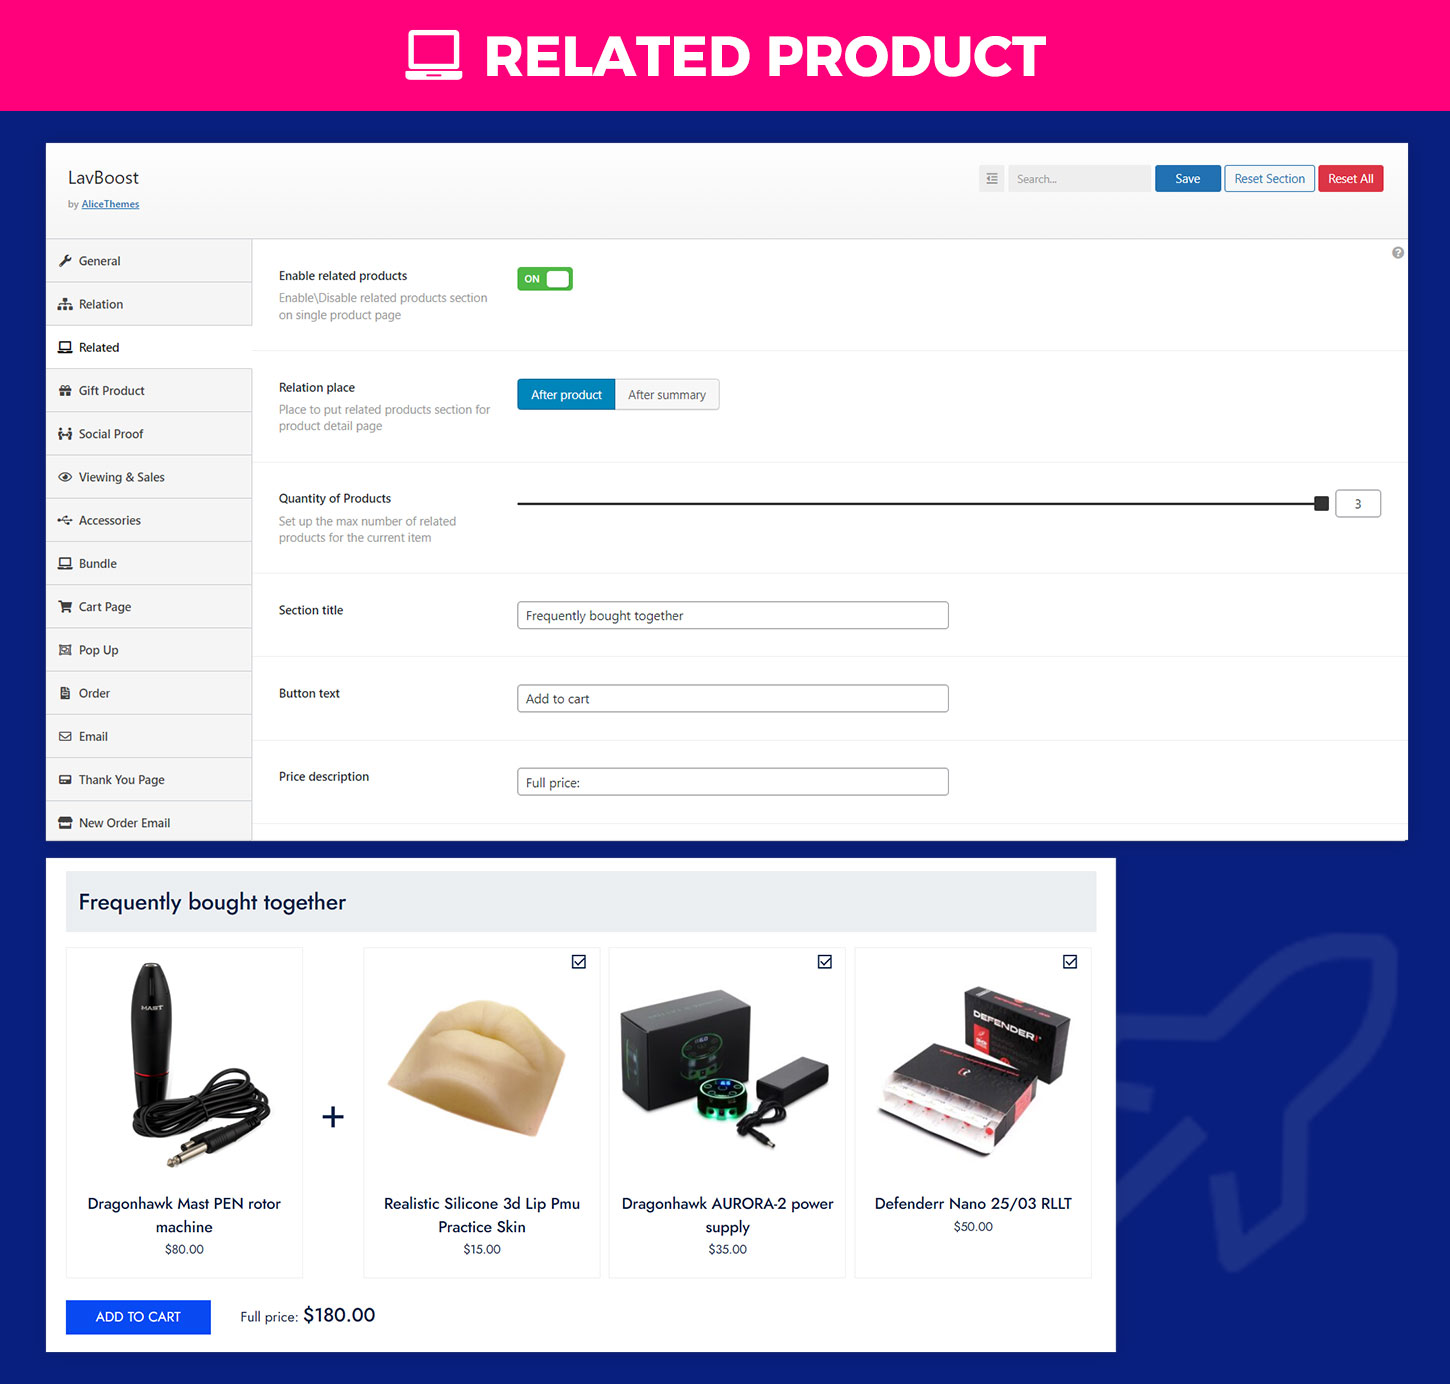 RELATED PRODUCT
LavBoost
by AliceThemes
Search...
Save
Reset Section
Reset All
General
Relation
Related
Gift Product
Social Proof
Viewing & Sales
Accessories
Bundle
Cart Page
Pop Up
Order
Email
Thank You Page
New Order Email
Enable related products
Enable\Disable related products section
on single product page
ON
Relation place
Place to put related products section for
product detail page
After product
After summary
Quantity of Products
Set up the max number of related
products for the current item
3
Section title
Frequently bought together
Button text
Add to cart
Price description
Full price:
Frequently bought together
MAST
DEFENDERR
Dragonhawk Mast PEN rotor
machine
$80.00
+
Realistic Silicone 3d Lip Pmu
Practice Skin
$15.00
Dragonhawk AURORA-2 power
supply
$35.00
Defenderr Nano 25/03 RLLT
$50.00
ADD TO CART
Full price: $180.00